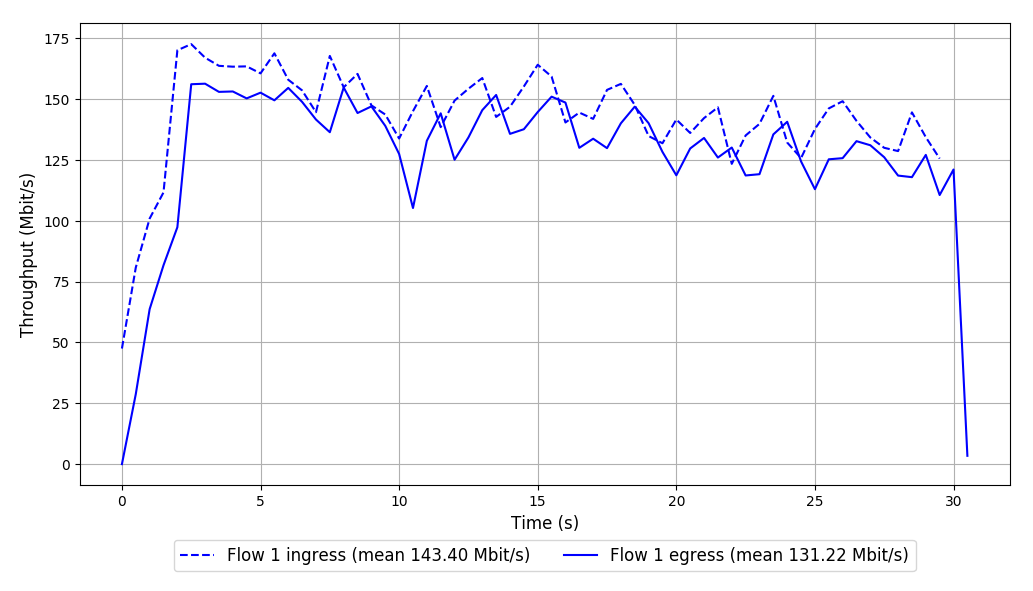 175
150
125
100
75
50
25
0
Throughput (Mbit/s)
0 5 10 15 20 25 30
Time (s)
Flow 1 ingress (mean 143.40 Mbit/s) Flow 1 egress (mean 131.22 Mbit/s)